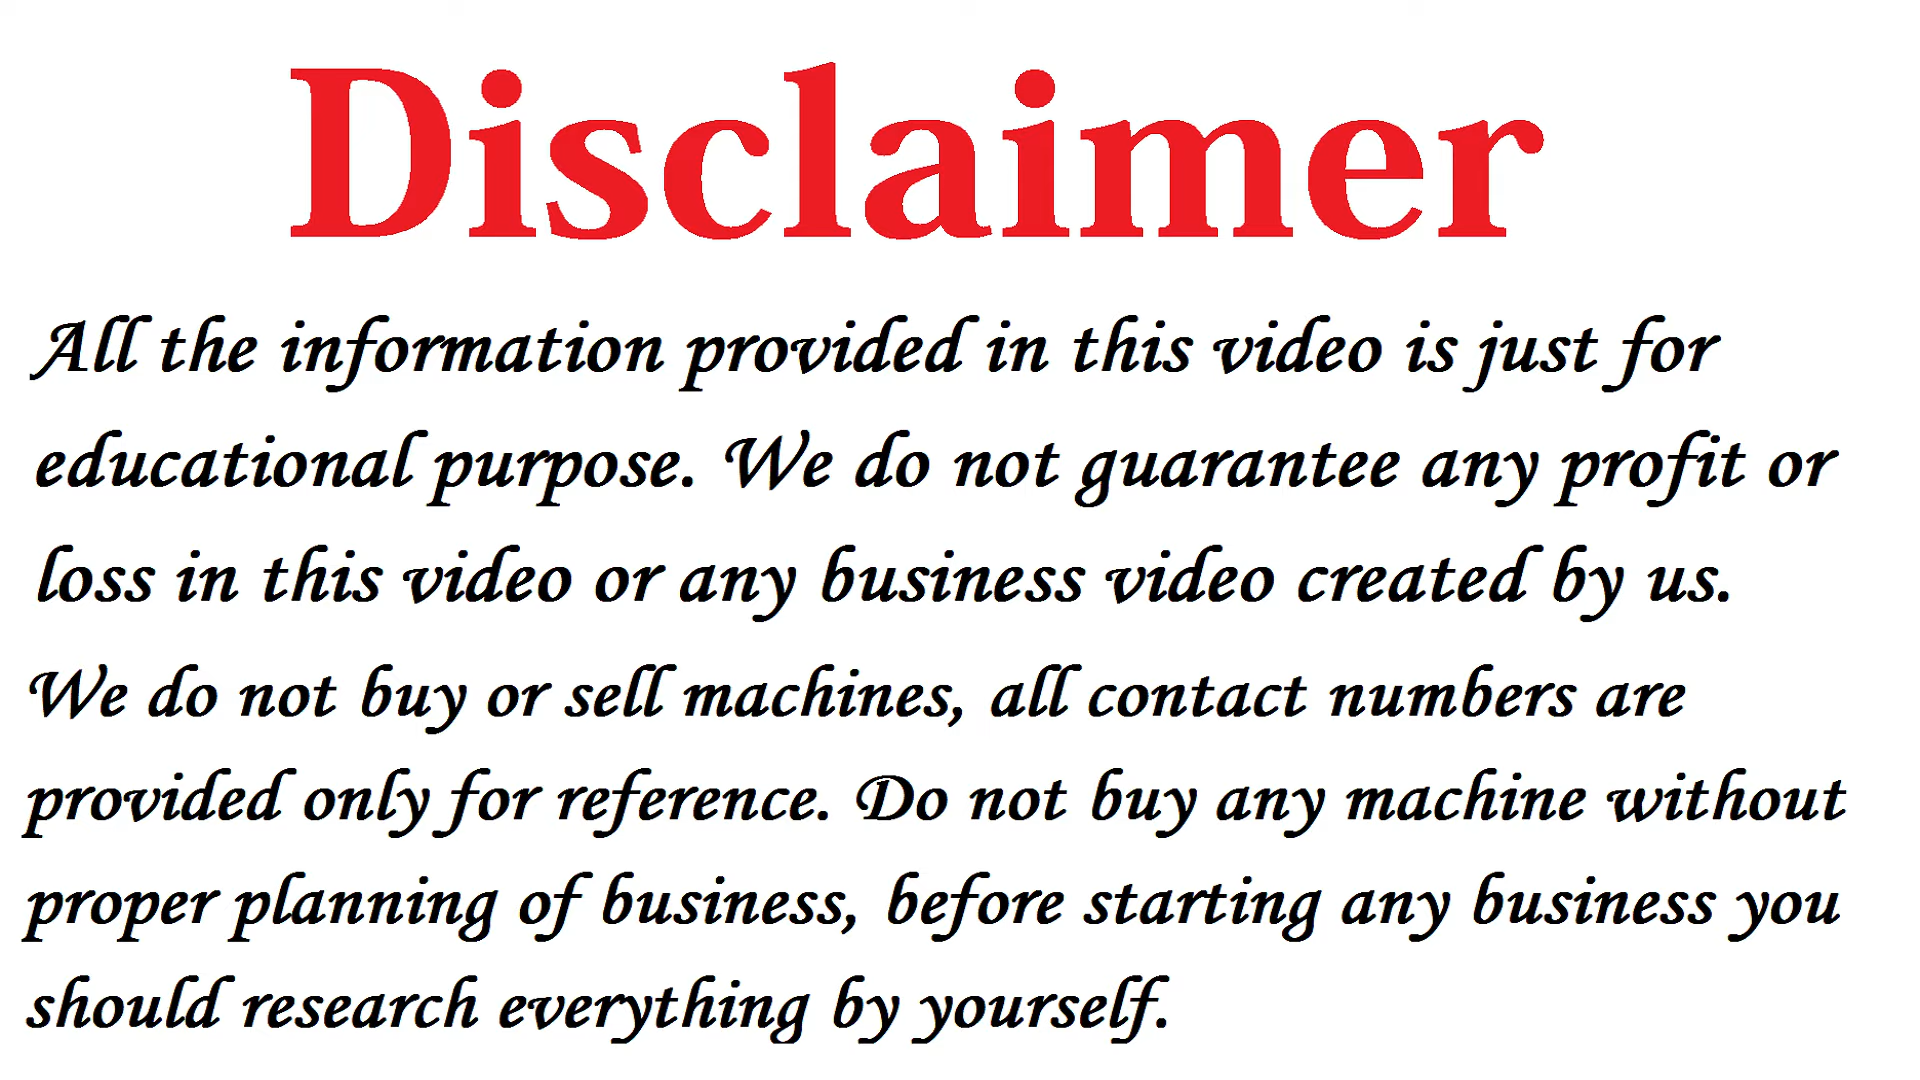 Disclaimer
All the information provided in this video is just for
educational purpose. We do not guarantee any profit or
loss in this video or any business video created by us.
We do not buy or sell machines, all contact numbers are
provided only for reference. Do not buy any machine without
proper planning of business, before starting any business you
should research everything by yourself.